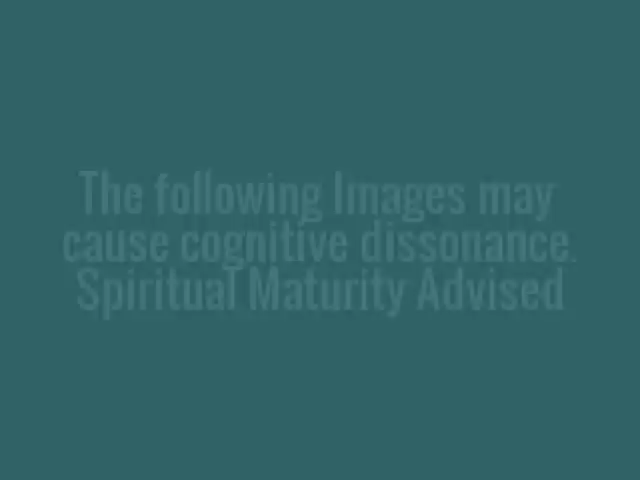 The following Images may
cause cognitive dissonance.
Spiritual Maturity Advised